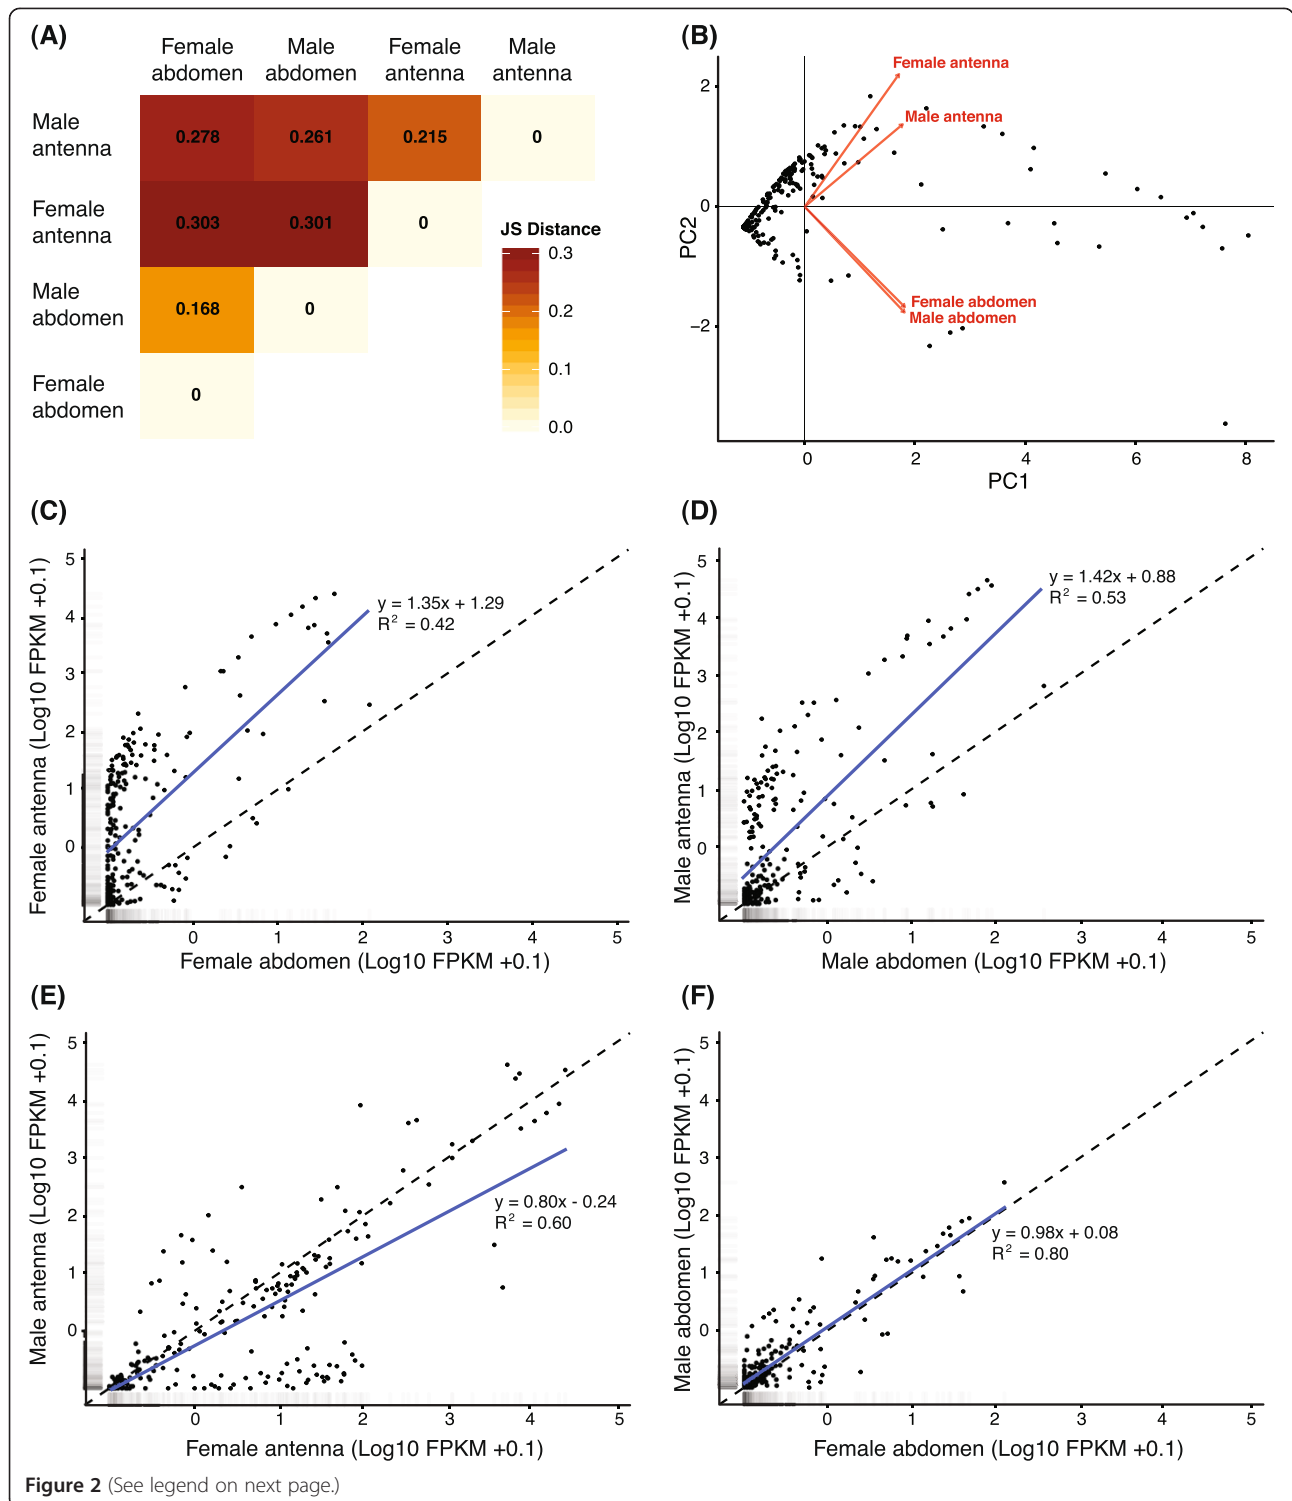 (A)
Female abdomen
Male abdomen
Female antenna
Male antenna
Male antenna
0.278 0.261 0.215 0
Female antenna
0.303 0.301 0
Male abdomen
0.168 0
Female abdomen
0
JS Distance
0.3
0.2
0.1
0.0
(B)
Female antenna
Male antenna
Female abdomen
Male abdomen
PC2
2
0
−2
0 2 4 6 8
PC1
(C)
Female antenna (Log10 FPKM +0.1)
5
4
3
2
1
0
y = 1.35x + 1.29
R² = 0.42
0 1 2 3 4 5
Female abdomen (Log10 FPKM +0.1)
(D)
Male antenna (Log10 FPKM +0.1)
5
4
3
2
1
0
y = 1.42x + 0.88
R² = 0.53
0 1 2 3 4 5
Male abdomen (Log10 FPKM +0.1)
(E)
Male antenna (Log10 FPKM +0.1)
5
4
3
2
1
0
y = 0.80x - 0.24
R² = 0.60
0 1 2 3 4 5
Female antenna (Log10 FPKM +0.1)
(F)
Male abdomen (Log10 FPKM +0.1)
5
4
3
2
1
0
y = 0.98x + 0.08
R² = 0.80
0 1 2 3 4 5
Female abdomen (Log10 FPKM +0.1)
Figure 2 (See legend on next page.)